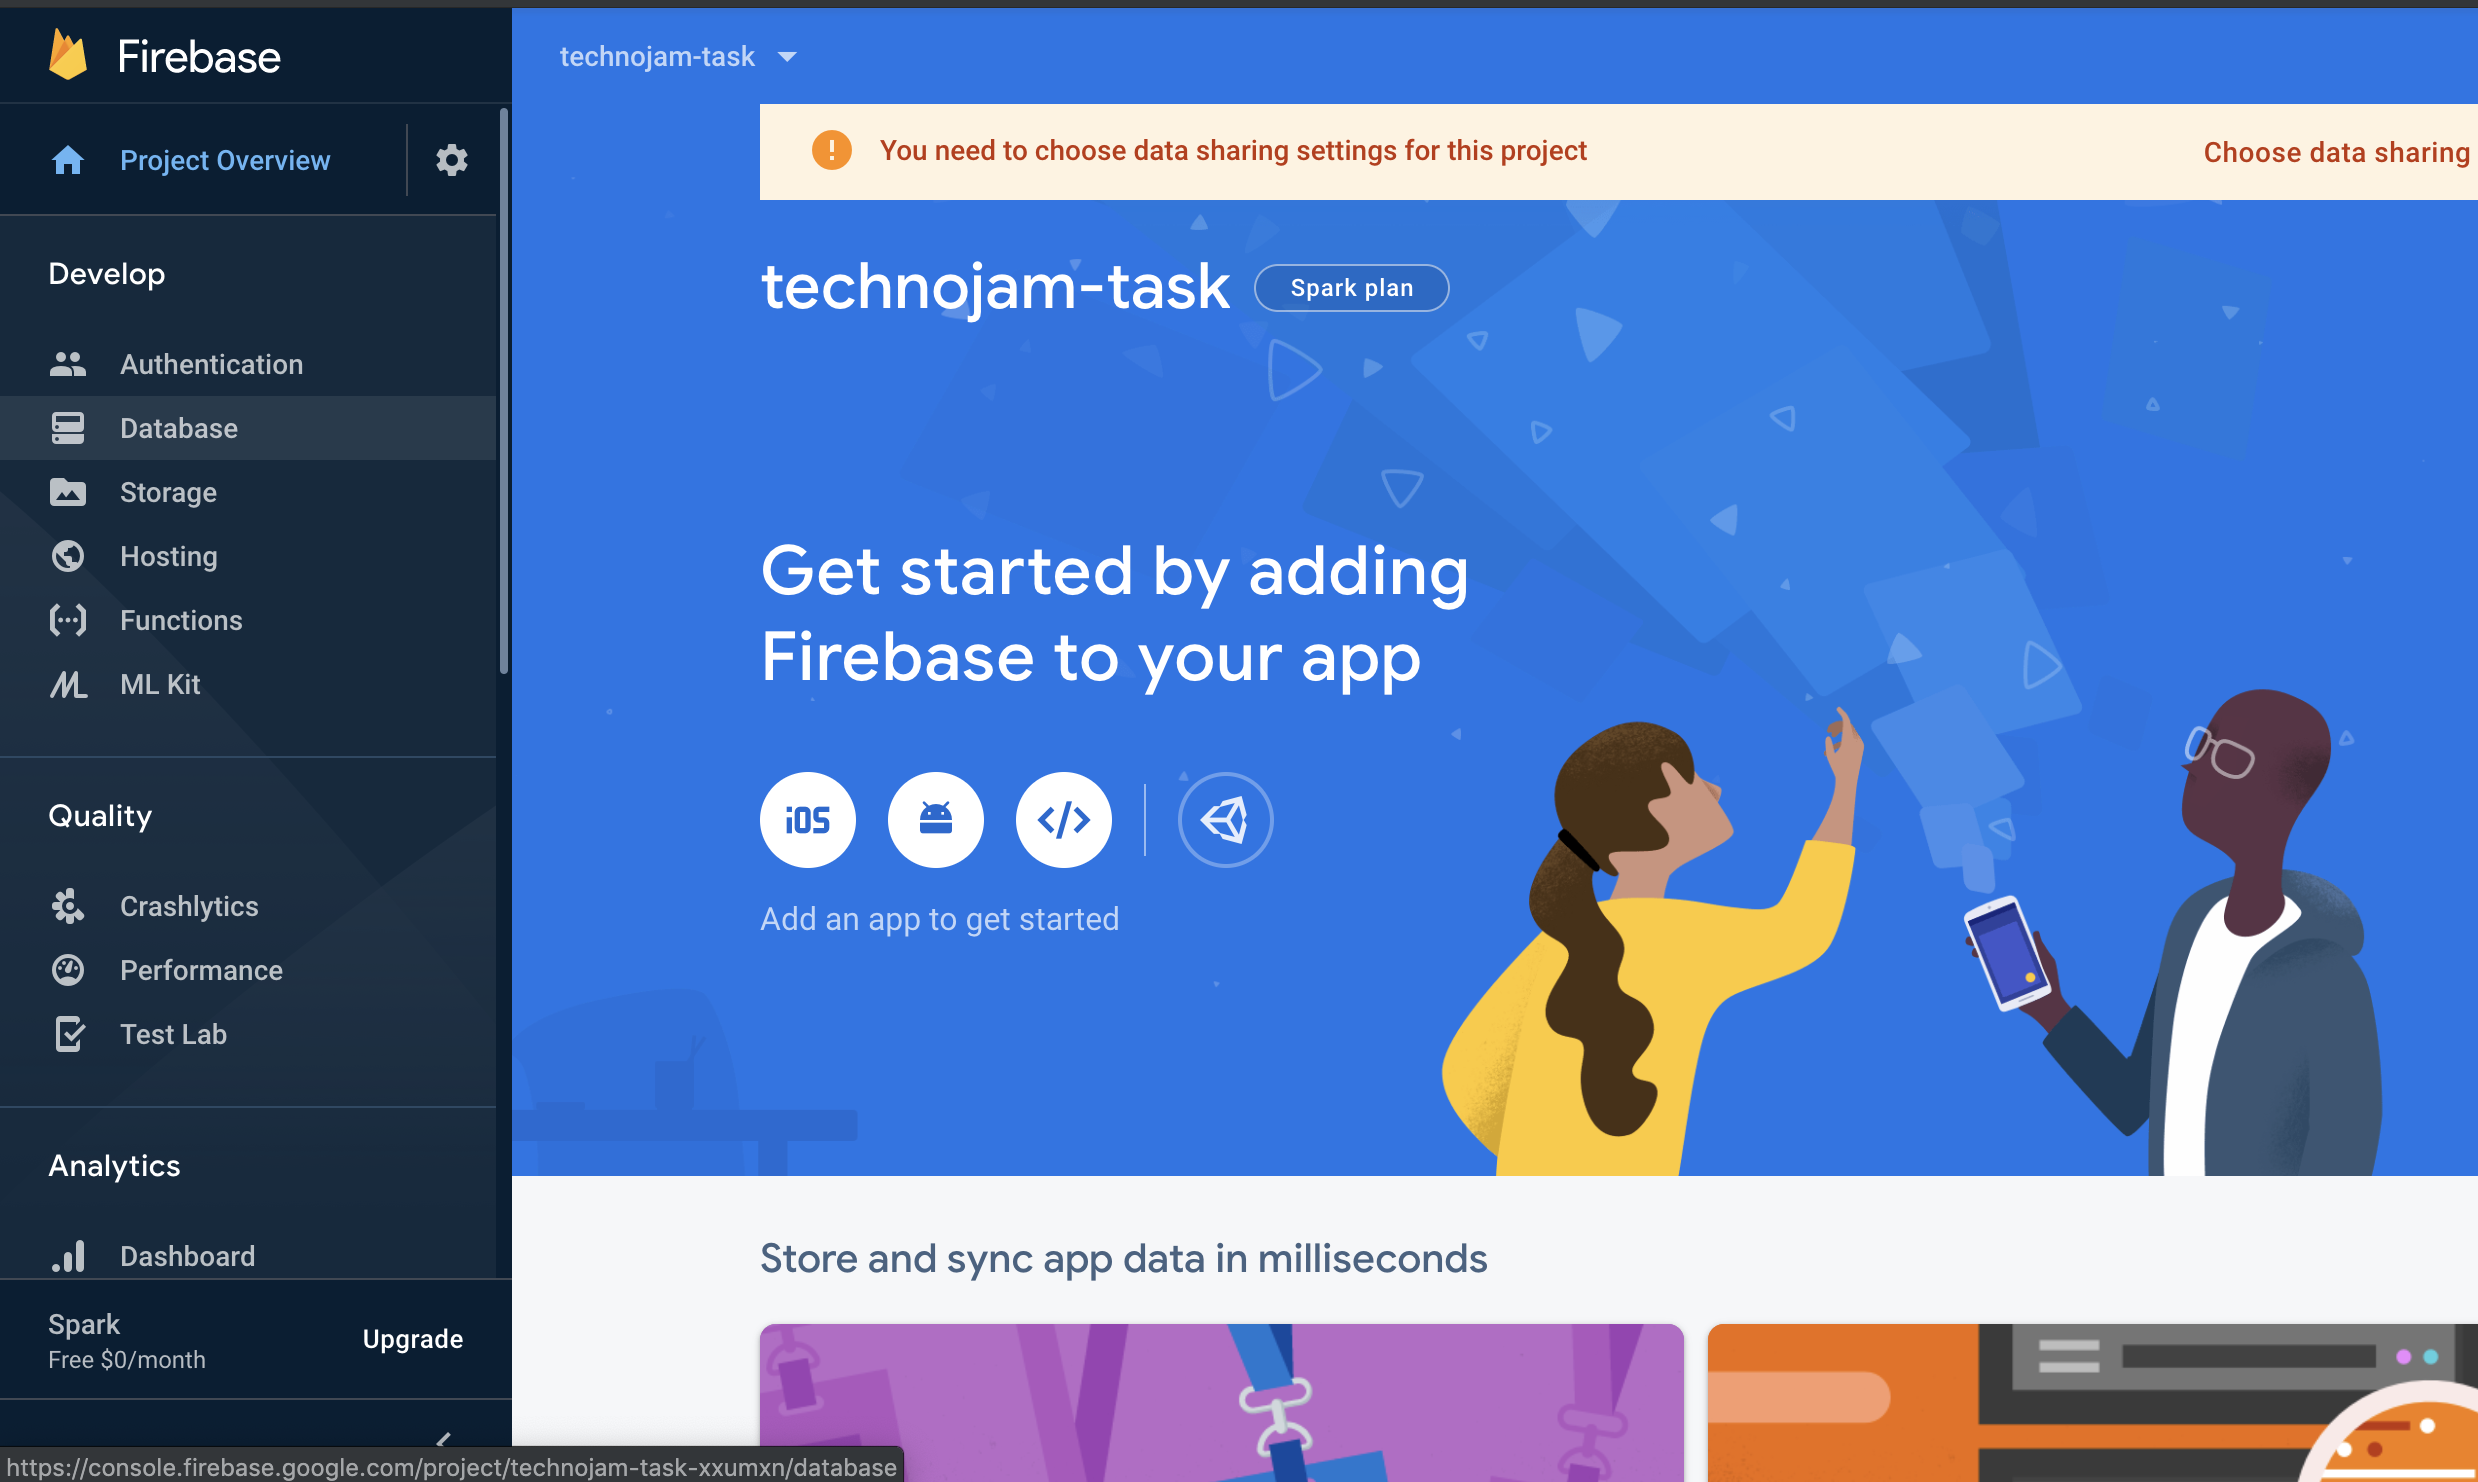 Firebase
technojam-task
Project Overview
You need to choose data sharing settings for this project
Choose data sharing
Develop
Authentication
Database
Storage
Hosting
Functions
ML Kit
Quality
Crashlytics
Performance
Test Lab
Analytics
Dashboard
Spark
Free $0/month
Upgrade
technojam-task
Spark plan
Get started by adding
Firebase to your app
iOS
</>
Add an app to get started
Store and sync app data in milliseconds
https://console.firebase.google.com/project/technojam-task-xxumxn/database